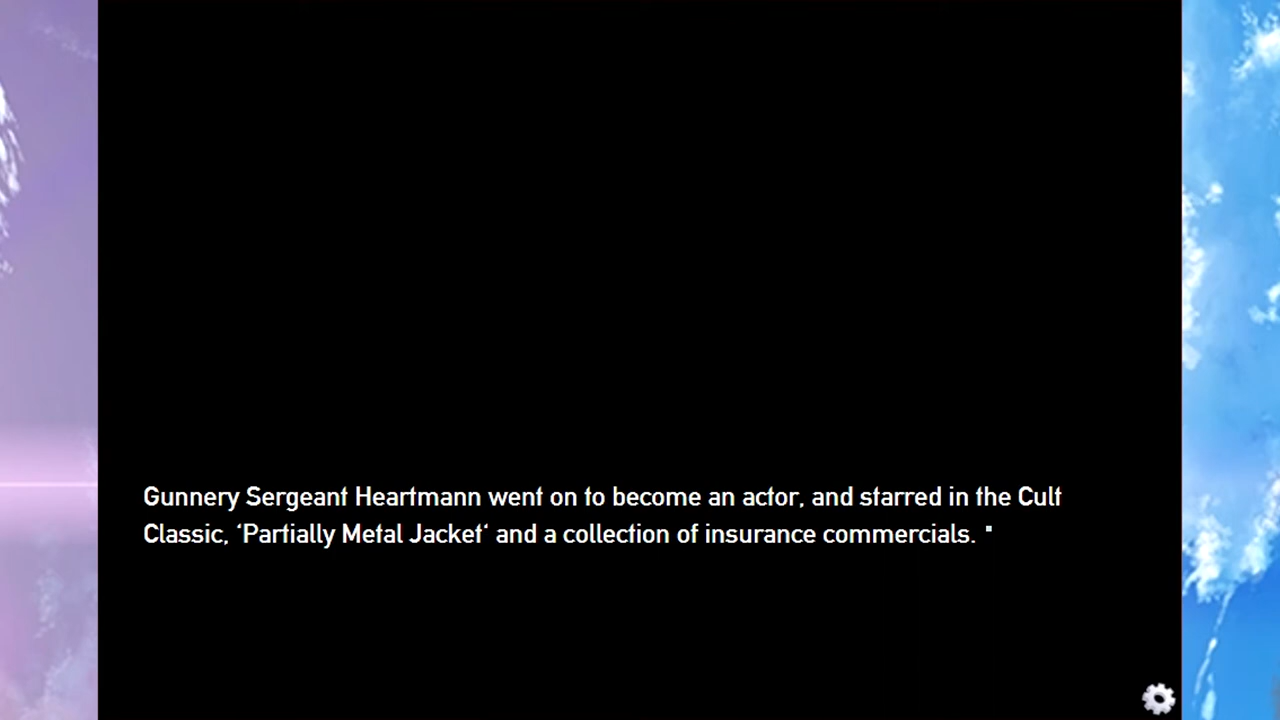 Gunnery Sergeant Heartmann went on to become an actor, and starred in the Cult
Classic, ‘Partially Metal Jacket‘ and a collection of insurance commercials.